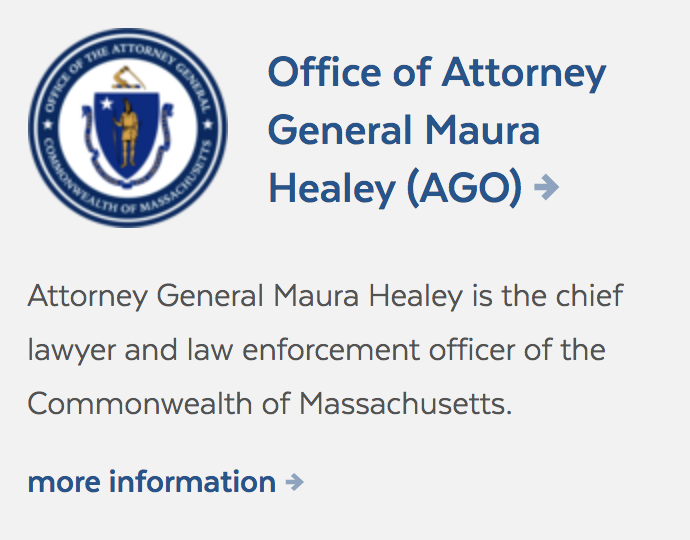 OFFICE OF THE ATTORNEY GENERAL
COMMONWEALTH OF MASSACHUSETTS
Office of Attorney
General Maura
Healey (AGO)
Attorney General Maura Healey is the chief
lawyer and law enforcement officer of the
Commonwealth of Massachusetts.
more information